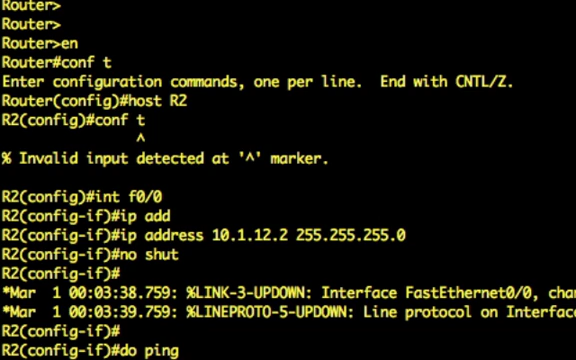 Router>
Router>
Router>en
Router#conf t
Enter configuration commands, one per line.  End with CNTL/Z.
Router(config)#host R2
R2(config)#conf t
^
% Invalid input detected at '^' marker.
R2(config)#int f0/0
R2(config-if)#ip add
R2(config-if)#ip address 10.1.12.2 255.255.255.0
R2(config-if)#no shut
R2(config-if)#
*Mar  1 00:03:38.759: %LINK-3-UPDOWN: Interface FastEthernet0/0, chan
*Mar  1 00:03:39.759: %LINEPROTO-5-UPDOWN: Line protocol on Interface
R2(config-if)#
R2(config-if)#do ping